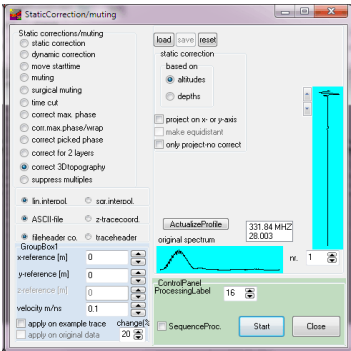 StaticCorrection/muting
Static corrections/muting
static correction
dynamic correction
move starttime
muting
surgical muting
time cut
correct max. phase
corr.max.phase/wrap
correct picked phase
correct for 2 layers
correct 3Dtopography
suppress multiples
lin.interpol. sqr.interpol.
ASCII-file z-tracecoord.
fileheader co. traceheader
GroupBox1
x-reference [m] 0
y-reference [m] 0
z-reference [m] 0
velocity m/ns 0.1
apply on example trace change(%
apply on original data 20
load save reset
static correction
based on
altitudes
depths
project on x- or y-axis
make equidistant
only project-no correct
ActualizeProfile
331.84 MHZ
28.003
original spectrum
nr. 1
ControlPanel
ProcessingLabel 16
SequenceProc. Start Close